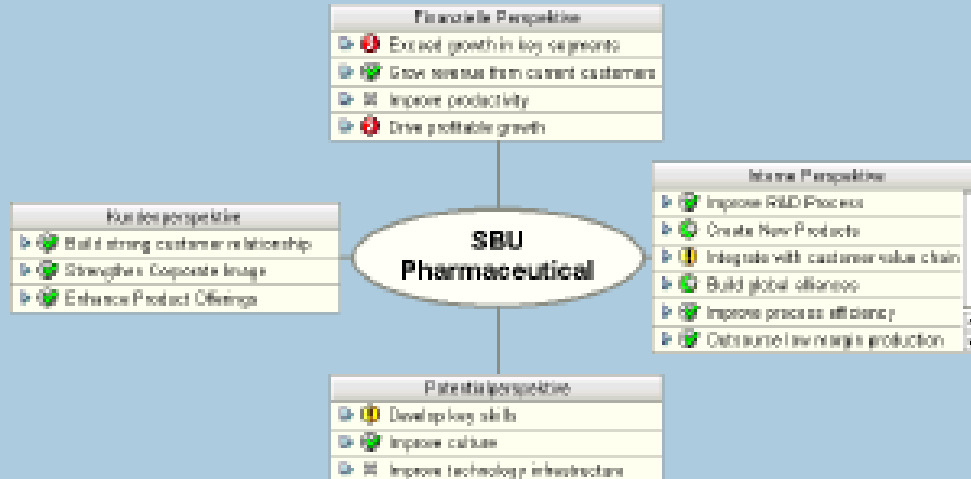 Finanzielle Perspektive
Exceed growth in key segments
Grow revenue from current customers
Improve productivity
Drive profitable growth
Interne Perspektive
Improve R&D Process
Create New Products
Integrate with customer value chain
Build global alliances
Improve process efficiency
Outsource low margin production
Kundenperspektive
Build strong customer relationship
Strengthen Corporate Image
Enhance Product Offerings
SBU
Pharmaceutical
Potentialperspektive
Develop key skills
Improve culture
Improve technology infrastructure